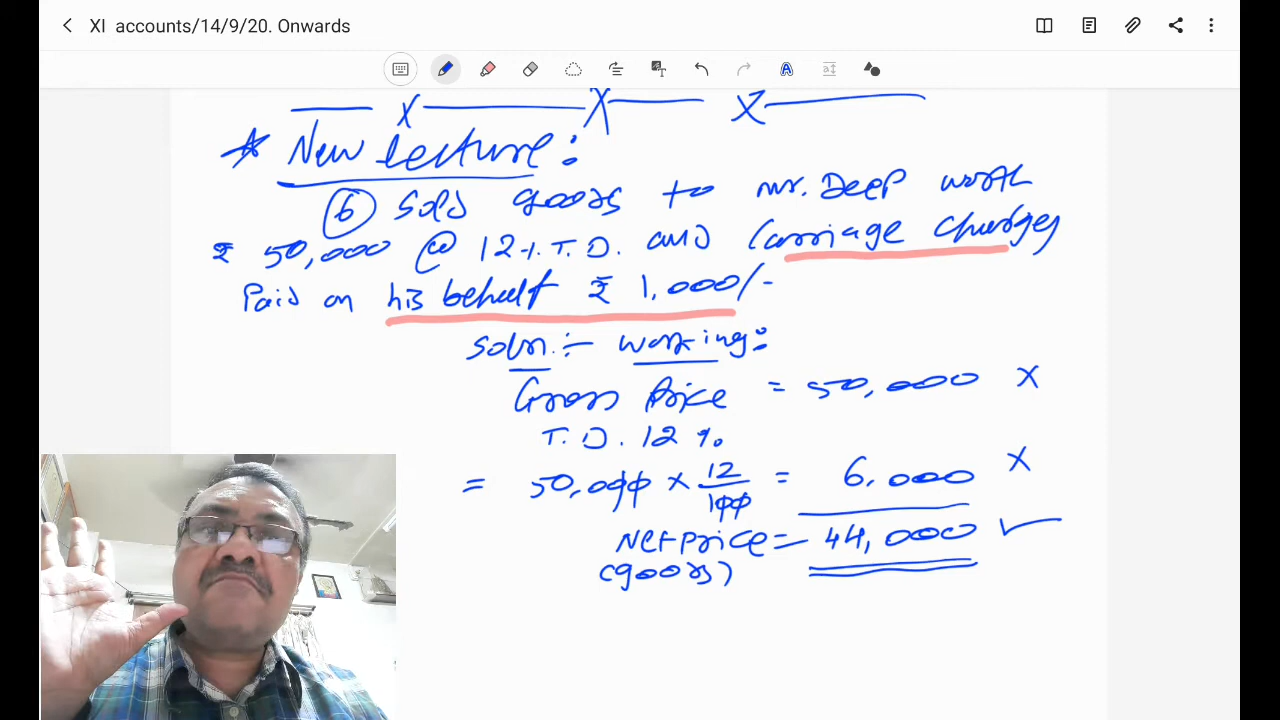 XI accounts/14/9/20. Onwards
* New lecture:
⑥ Sold goods to Mr. Deep worth
₹ 50,000 @ 12%. T.D. and Carriage charges
Paid on his behalf ₹ 1,000/-
Soln.:- working:
Gross Price = 50,000 X
T.D. 12 %
= 50,000 X 12/100 = 6,000 X
Net price = 44,000 ✓
(goods)